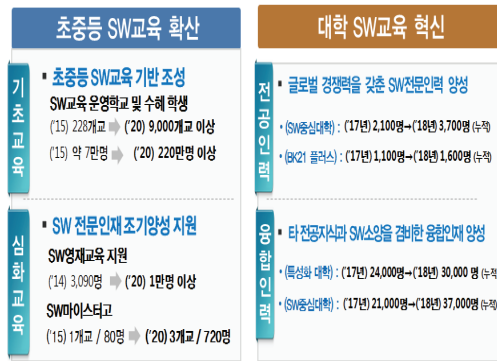 초중등 SW교육 확산
기초교육
▪ 초중등 SW교육 기반 조성
SW교육 운영학교 및 수혜 학생
('15) 228개교 ➡ ('20) 9,000개교 이상
('15) 약 7만명 ➡ ('20) 220만명 이상
심화교육
▪ SW 전문인재 조기양성 지원
SW영재교육 지원
('14) 3,090명 ➡ ('20) 1만명 이상
SW마이스터고
('15) 1개교 / 80명 ➡ ('20) 3개교 / 720명
대학 SW교육 혁신
전공인력
▪ 글로벌 경쟁력을 갖춘 SW전문인력 양성
• (SW중심대학) : ('17년) 2,100명→('18년) 3,700명 (누적)
• (BK21 플러스) : ('17년) 1,100명→('18년) 1,600명 (누적)
융합인력
▪ 타 전공지식과 SW소양을 겸비한 융합인재 양성
• (특성화 대학) : ('17년) 24,000명→('18년) 30,000 명 (누적)
• (SW중심대학) : ('17년) 21,000명→('18년) 37,000명 (누적)